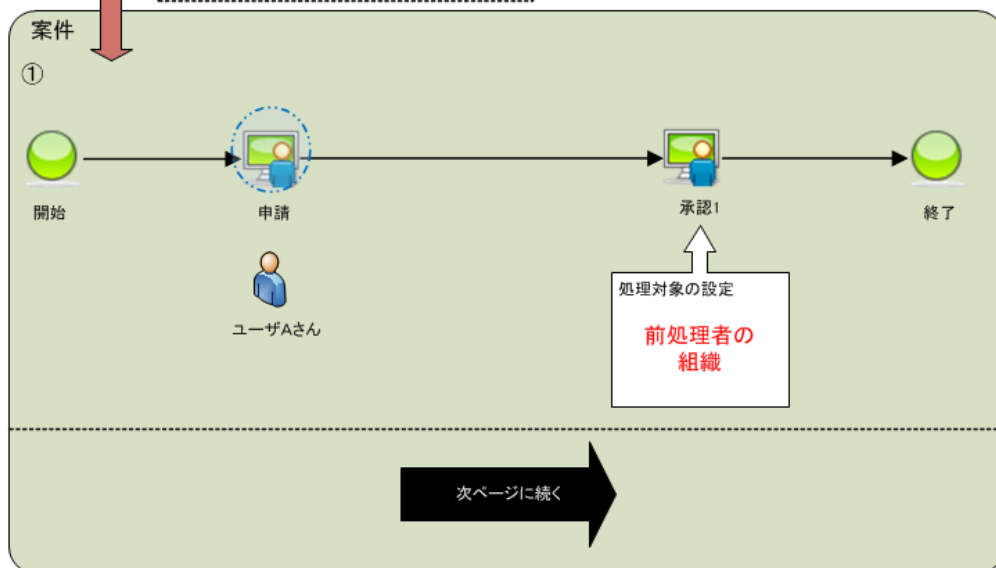 案件
①
開始
申請
承認1
終了
ユーザAさん
処理対象の設定
前処理者の
組織
次ページに続く